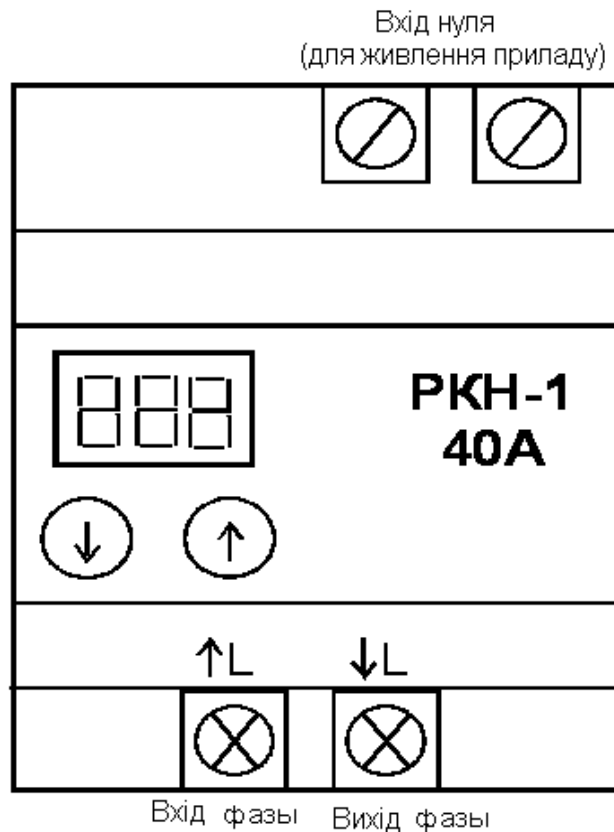 Вхід нуля
(для живлення приладу)
РКН-1
40А
↑L ↓L
Вхід фазы Вихід фазы